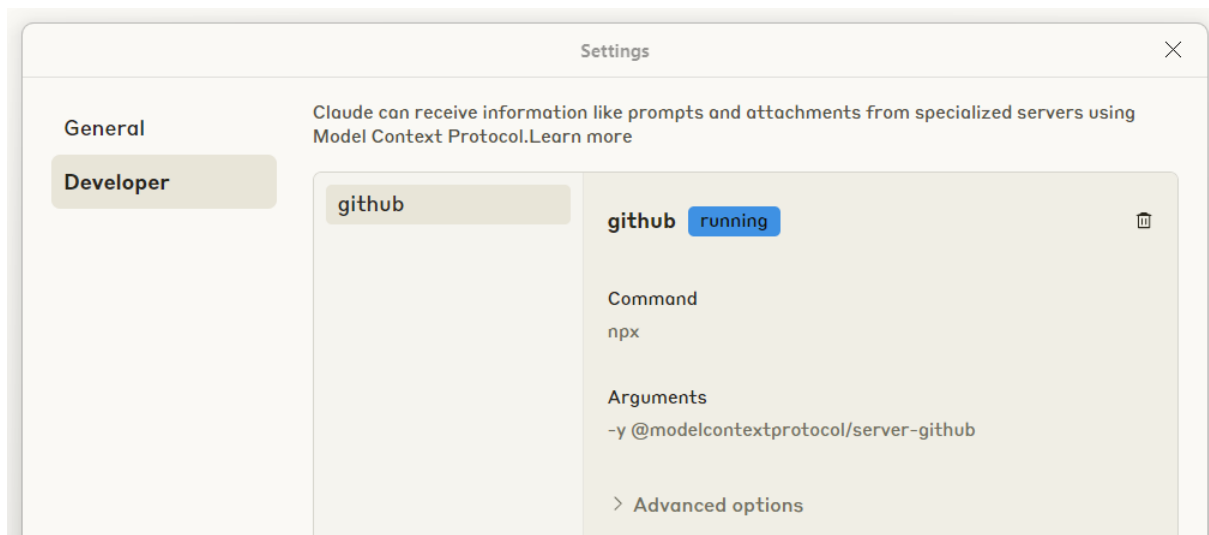 Settings
General
Developer
Claude can receive information like prompts and attachments from specialized servers using
Model Context Protocol.Learn more
github
github running
Command
npx
Arguments
-y @modelcontextprotocol/server-github
Advanced options